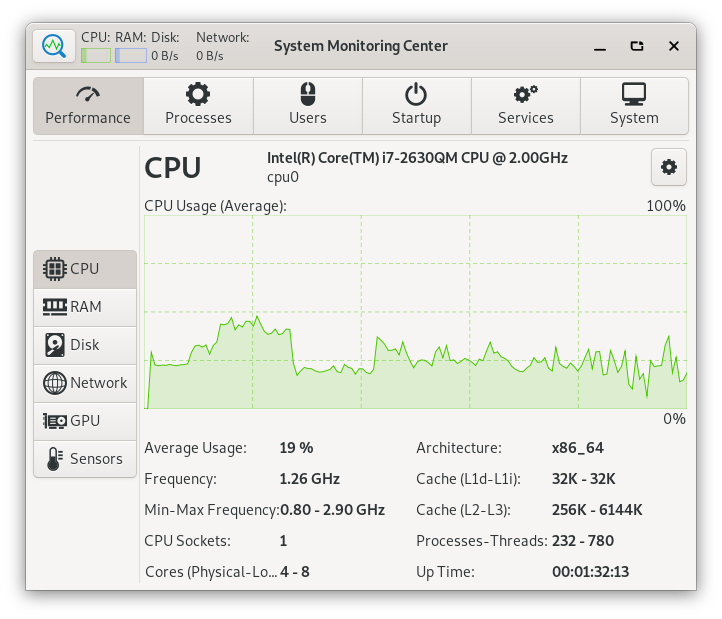 CPU: RAM: Disk: Network:
0 B/s 0 B/s
System Monitoring Center
Performance Processes Users Startup Services System
CPU
Intel(R) Core(TM) i7-2630QM CPU @ 2.00GHz
cpu0
CPU Usage (Average): 100%
CPU
RAM
Disk
Network
GPU
Sensors
0%
Average Usage: 19 % Architecture: x86_64
Frequency: 1.26 GHz Cache (L1d-L1i): 32K - 32K
Min-Max Frequency: 0.80 - 2.90 GHz Cache (L2-L3): 256K - 6144K
CPU Sockets: 1 Processes-Threads: 232 - 780
Cores (Physical-Lo... 4 - 8 Up Time: 00:01:32:13